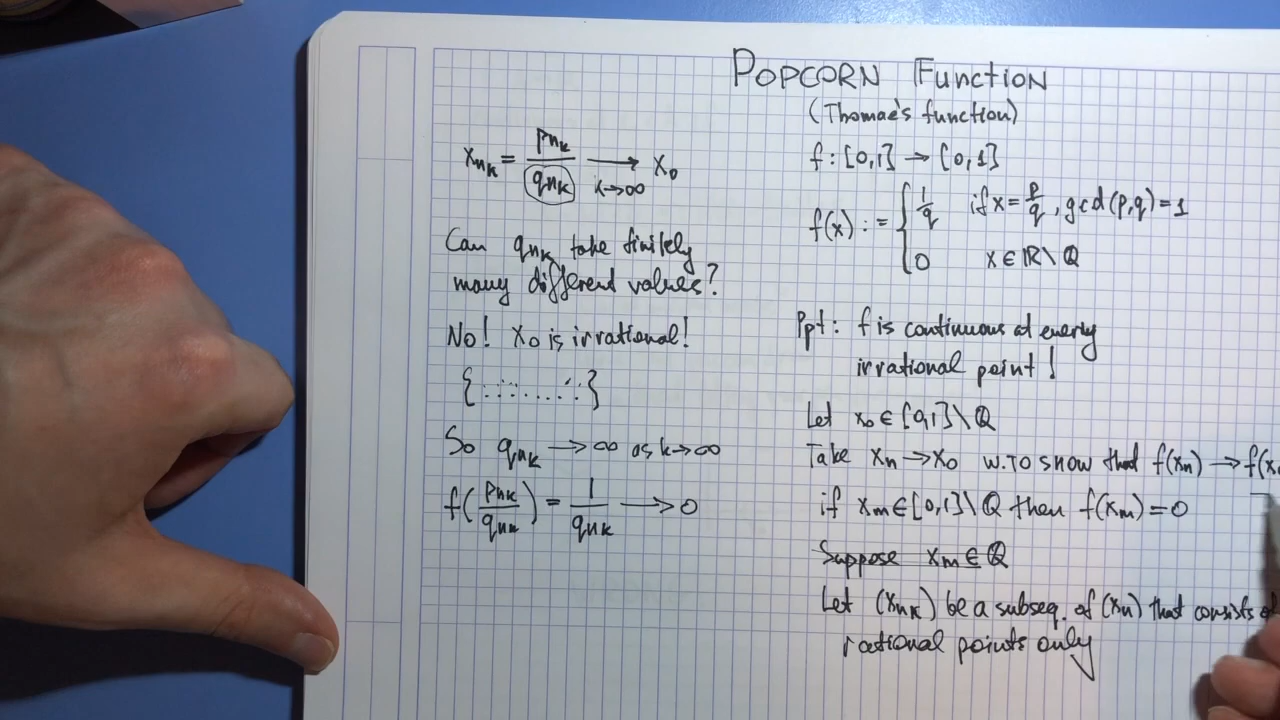 POPCORN Function
(Thomae's function)
f : [0,1] → [0,1]
f(x) := { 1/q if x = p/q , gcd(p,q) = 1
0 x ∈ ℝ \ ℚ
Ppt: f is continuous at every
irrational point !
Let x₀ ∈ [0,1] \ ℚ
Take xₙ → x₀ w. to show that f(xₙ) → f(x
if xₘ ∈ [0,1] \ ℚ then f(xₘ) = 0
Suppose xₘ ∈ ℚ
Let (xₙₖ) be a subseq. of (xₙ) that consists
rational points only
xₙₖ = pₙₖ/qₙₖ → x₀
k→∞
Can qₙₖ take finitely
many different values?
No! x₀ is irrational!
{ }
So qₙₖ → ∞ as k → ∞
f(pₙₖ/qₙₖ) = 1/qₙₖ → 0